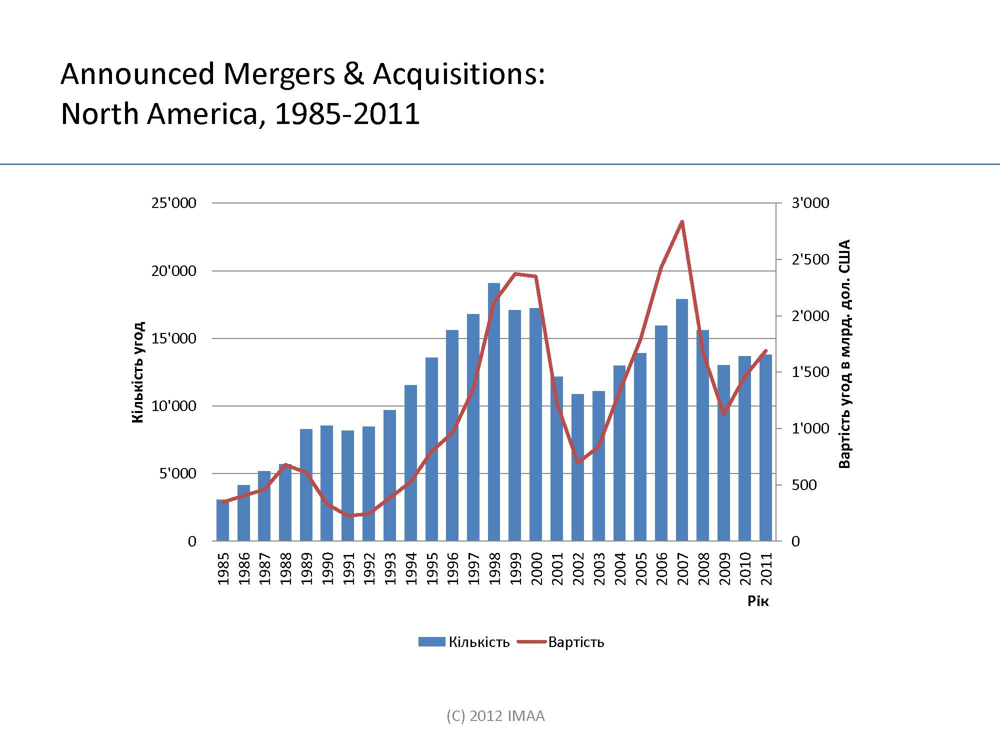 Announced Mergers & Acquisitions:
North America, 1985-2011
25'000
20'000
15'000
10'000
5'000
0
Кількість угод
3'000
2'500
2'000
1'500
1'000
500
0
Вартість угод в млрд. дол. США
1985 1986 1987 1988 1989 1990 1991 1992 1993 1994 1995 1996 1997 1998 1999 2000 2001 2002 2003 2004 2005 2006 2007 2008 2009 2010 2011
Рік
Кількість Вартість
(C) 2012 IMAA